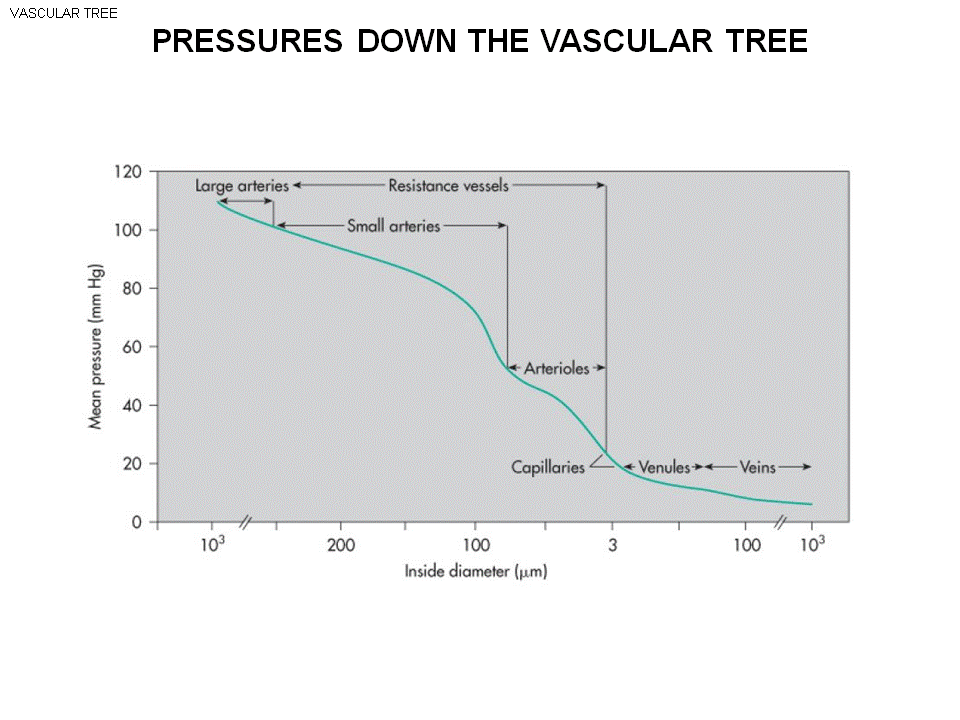 VASCULAR TREE
PRESSURES DOWN THE VASCULAR TREE
120
Large arteries
Resistance vessels
100
Small arteries
80
Mean pressure (mm Hg)
60
Arterioles
40
20
Capillaries
Venules
Veins
0
10³
200
100
3
100
10³
Inside diameter (μm)